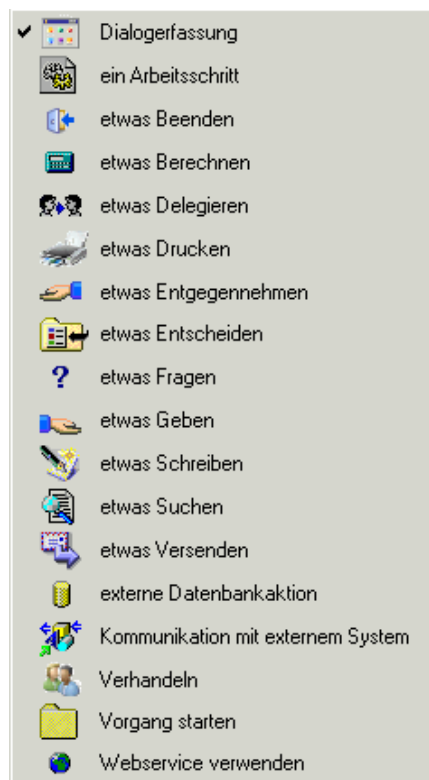 Dialogerfassung
ein Arbeitsschritt
etwas Beenden
etwas Berechnen
etwas Delegieren
etwas Drucken
etwas Entgegennehmen
etwas Entscheiden
? etwas Fragen
etwas Geben
etwas Schreiben
etwas Suchen
etwas Versenden
externe Datenbankaktion
Kommunikation mit externem System
Verhandeln
Vorgang starten
Webservice verwenden